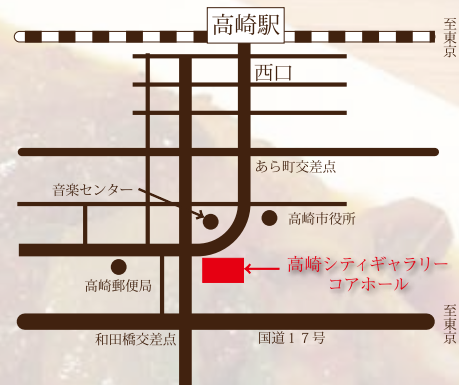 高崎駅
至東京
西口
あら町交差点
音楽センター
高崎市役所
高崎シティギャラリー
コアホール
高崎郵便局
和田橋交差点
国道１７号
至東京